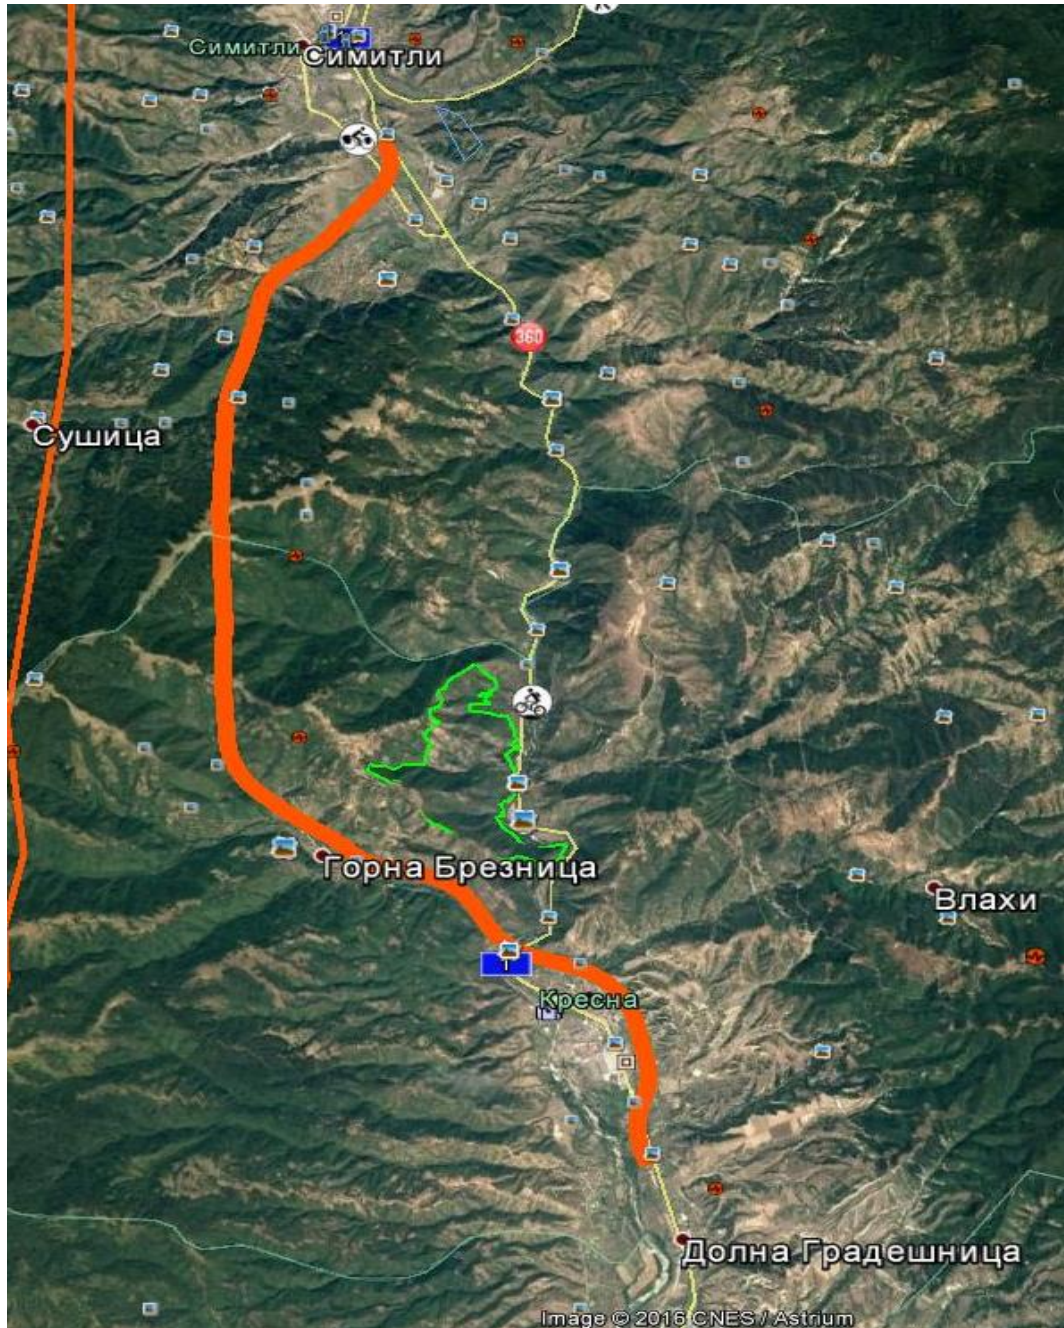 Симитли
Симитли
360
Сушица
Горна Брезница
Влахи
Кресна
Долна Градешница
Image © 2016 CNES / Astrium